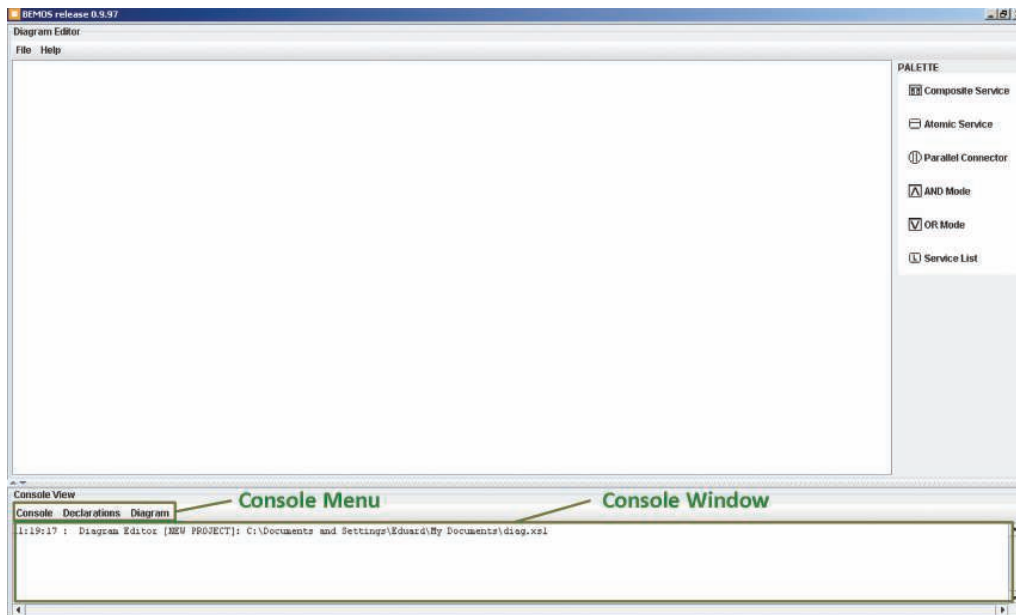 BEMOS release 0.9.97
Diagram Editor
File Help
PALETTE
Composite Service
Atomic Service
Parallel Connector
AND Mode
OR Mode
L Service List
Console View
Console Menu
Console Window
Console Declarations Diagram
1:19:17 : Diagram Editor [NEW PROJECT]: C:\Documents and Settings\Eduard\My Documents\diag.xsl